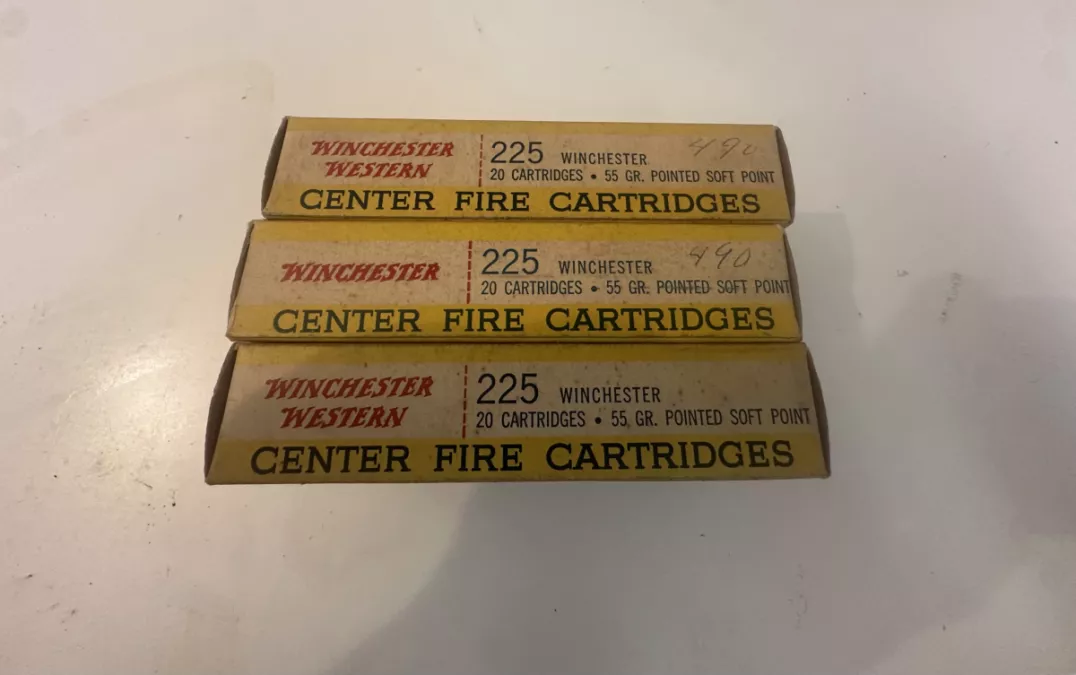 WINCHESTER
WESTERN
225 WINCHESTER 490
20 CARTRIDGES • 55 GR. POINTED SOFT POINT
CENTER FIRE CARTRIDGES
WINCHESTER
225 WINCHESTER 490
20 CARTRIDGES • 55 GR. POINTED SOFT POINT
CENTER FIRE CARTRIDGES
WINCHESTER
WESTERN
225 WINCHESTER
20 CARTRIDGES • 55 GR. POINTED SOFT POINT
CENTER FIRE CARTRIDGES